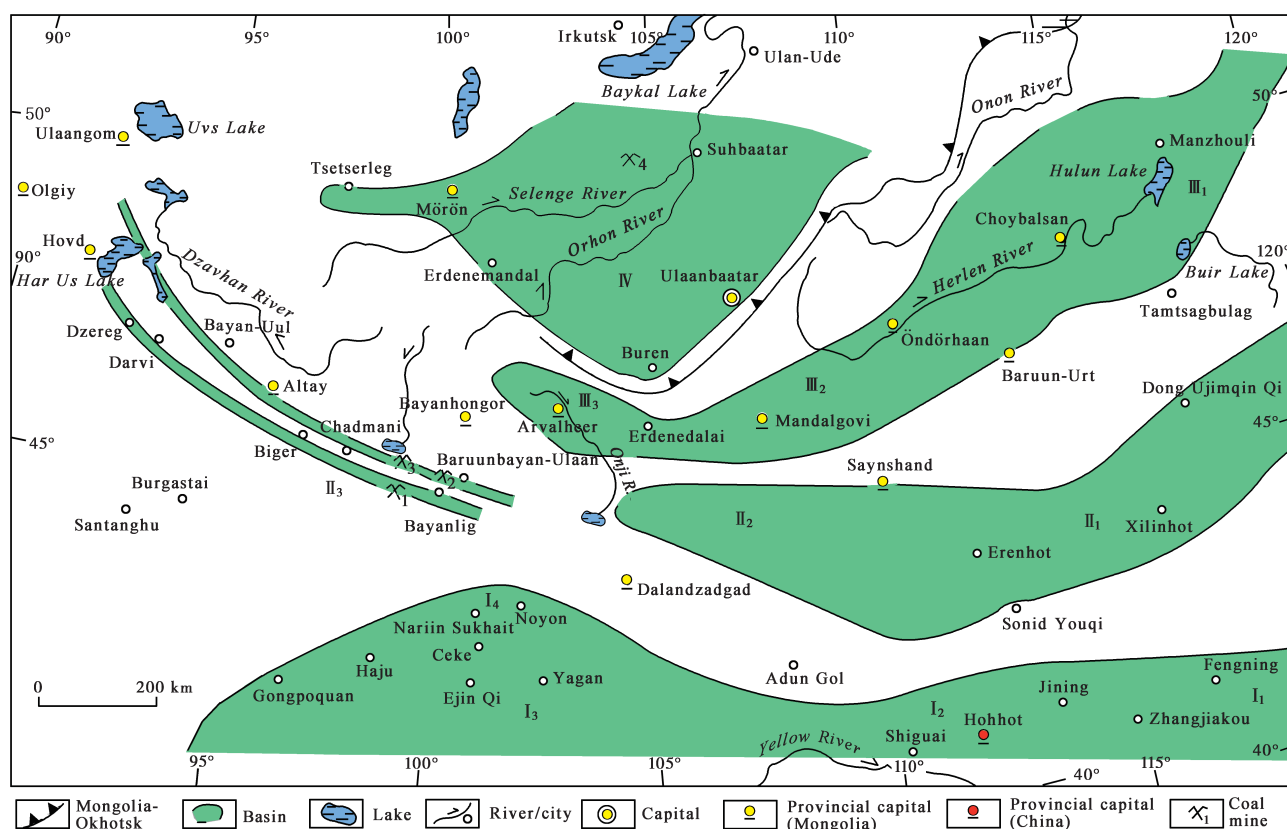 90°
95°
100°
105°
110°
115°
120°
Irkutsk
Ulan-Ude
Baykal Lake
Onon River
50°
50°
Ulaangom
Uvs Lake
Manzhouli
Suhbaatar
4
Tsetserleg
Hulun Lake
III1
Olgiy
Selenge River
Mörön
Choybalsan
Orhon River
Hovd
90°
Har Us Lake
Dzavhan River
Erdenemandal
IV
Ulaanbaatar
Herlen River
120°
Buir Lake
Tamtsagbulag
Dzereg
Bayan-Uul
Darvi
Öndörhaan
Buren
Baruun-Urt
Altay
III2
Dong Ujimqin Qi
Bayanhongor
III3
Arvalheer
Mandalgovi
Chadmani
Erdenedalai
45°
45°
Biger
3
2
Baruunbayan-Ulaan
Onji R.
Saynshand
Burgastai
II3
1
Santanghu
Bayanlig
II2
II1
Xilinhot
Erenhot
Dalandzadgad
I4
Noyon
Nariin Sukhait
Sonid Youqi
Ceke
Haju
Adun Gol
Fengning
0
200 km
Gongpoquan
Ejin Qi
Yagan
I3
Jining
I1
I2
Hohhot
Zhangjiakou
Yellow River
Shiguai
40°
95°
100°
105°
110°
40°
115°
Mongolia-
Okhotsk
Basin
Lake
River/city
Capital
Provincial capital
(Mongolia)
Provincial capital
(China)
1
Coal
mine